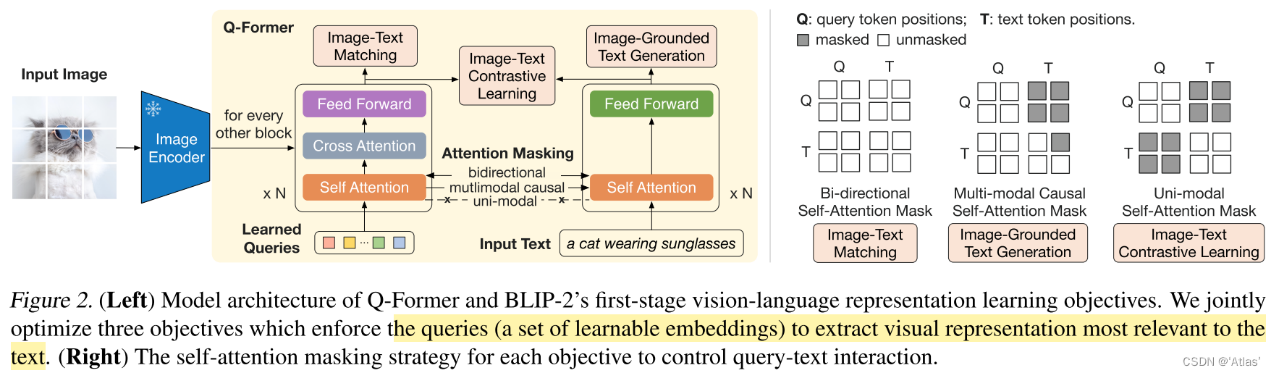 Q-Former
Input Image
Image
Encoder
for every
other block
Image-Text
Matching
Image-Text
Contrastive
Learning
Image-Grounded
Text Generation
Feed Forward
Cross Attention
Self Attention
x N
Feed Forward
Self Attention
x N
Attention Masking
bidirectional
mutlimodal causal
uni-modal
x x
Learned
Queries
...
Input Text
a cat wearing sunglasses
Q: query token positions; T: text token positions.
masked unmasked
Q T
Q
T
Bi-directional
Self-Attention Mask
Image-Text
Matching
Q T
Q
T
Multi-modal Causal
Self-Attention Mask
Image-Grounded
Text Generation
Q T
Q
T
Uni-modal
Self-Attention Mask
Image-Text
Contrastive Learning
Figure 2. (Left) Model architecture of Q-Former and BLIP-2's first-stage vision-language representation learning objectives. We jointly
optimize three objectives which enforce the queries (a set of learnable embeddings) to extract visual representation most relevant to the
text. (Right) The self-attention masking strategy for each objective to control query-text interaction.
CSDN @'Atlas'